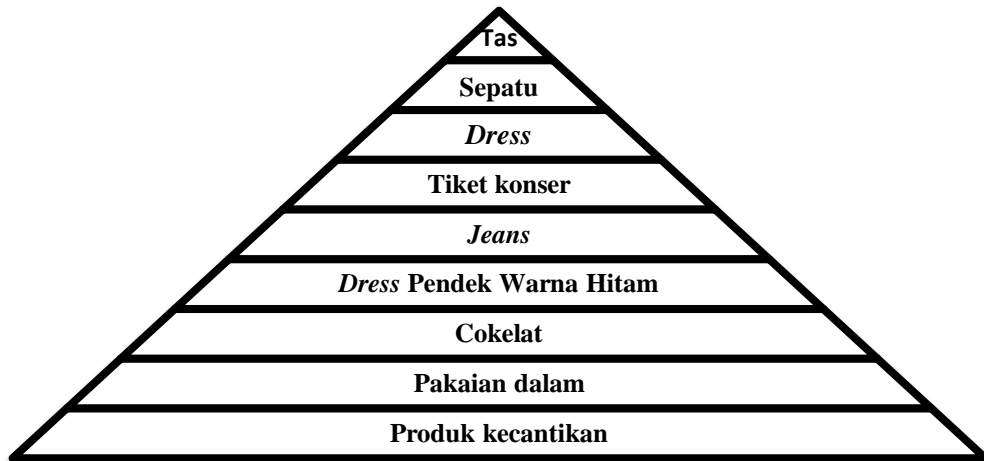 Tas
Sepatu
Dress
Tiket konser
Jeans
Dress Pendek Warna Hitam
Cokelat
Pakaian dalam
Produk kecantikan